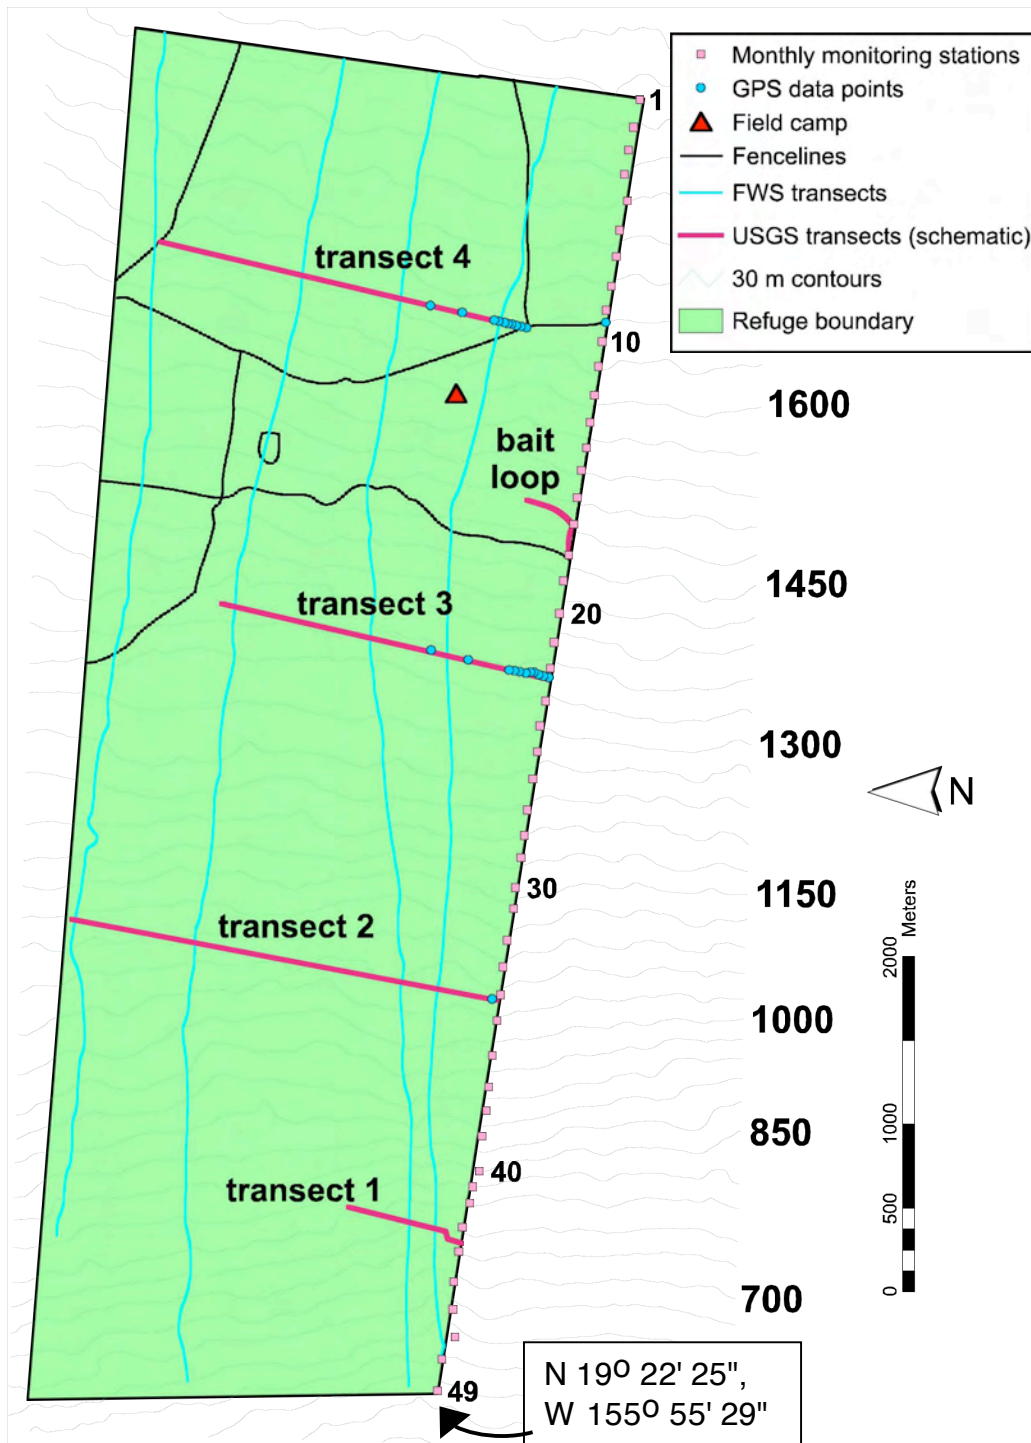 Monthly monitoring stations
GPS data points
Field camp
Fencelines
FWS transects
USGS transects (schematic)
30 m contours
Refuge boundary
1
transect 4
10
1600
bait
loop
1450
transect 3
20
1300
N
30
1150
Meters
transect 2
2000
1000
850
1000
40
transect 1
500
700
0
49
N 19º 22' 25",
W 155º 55' 29"